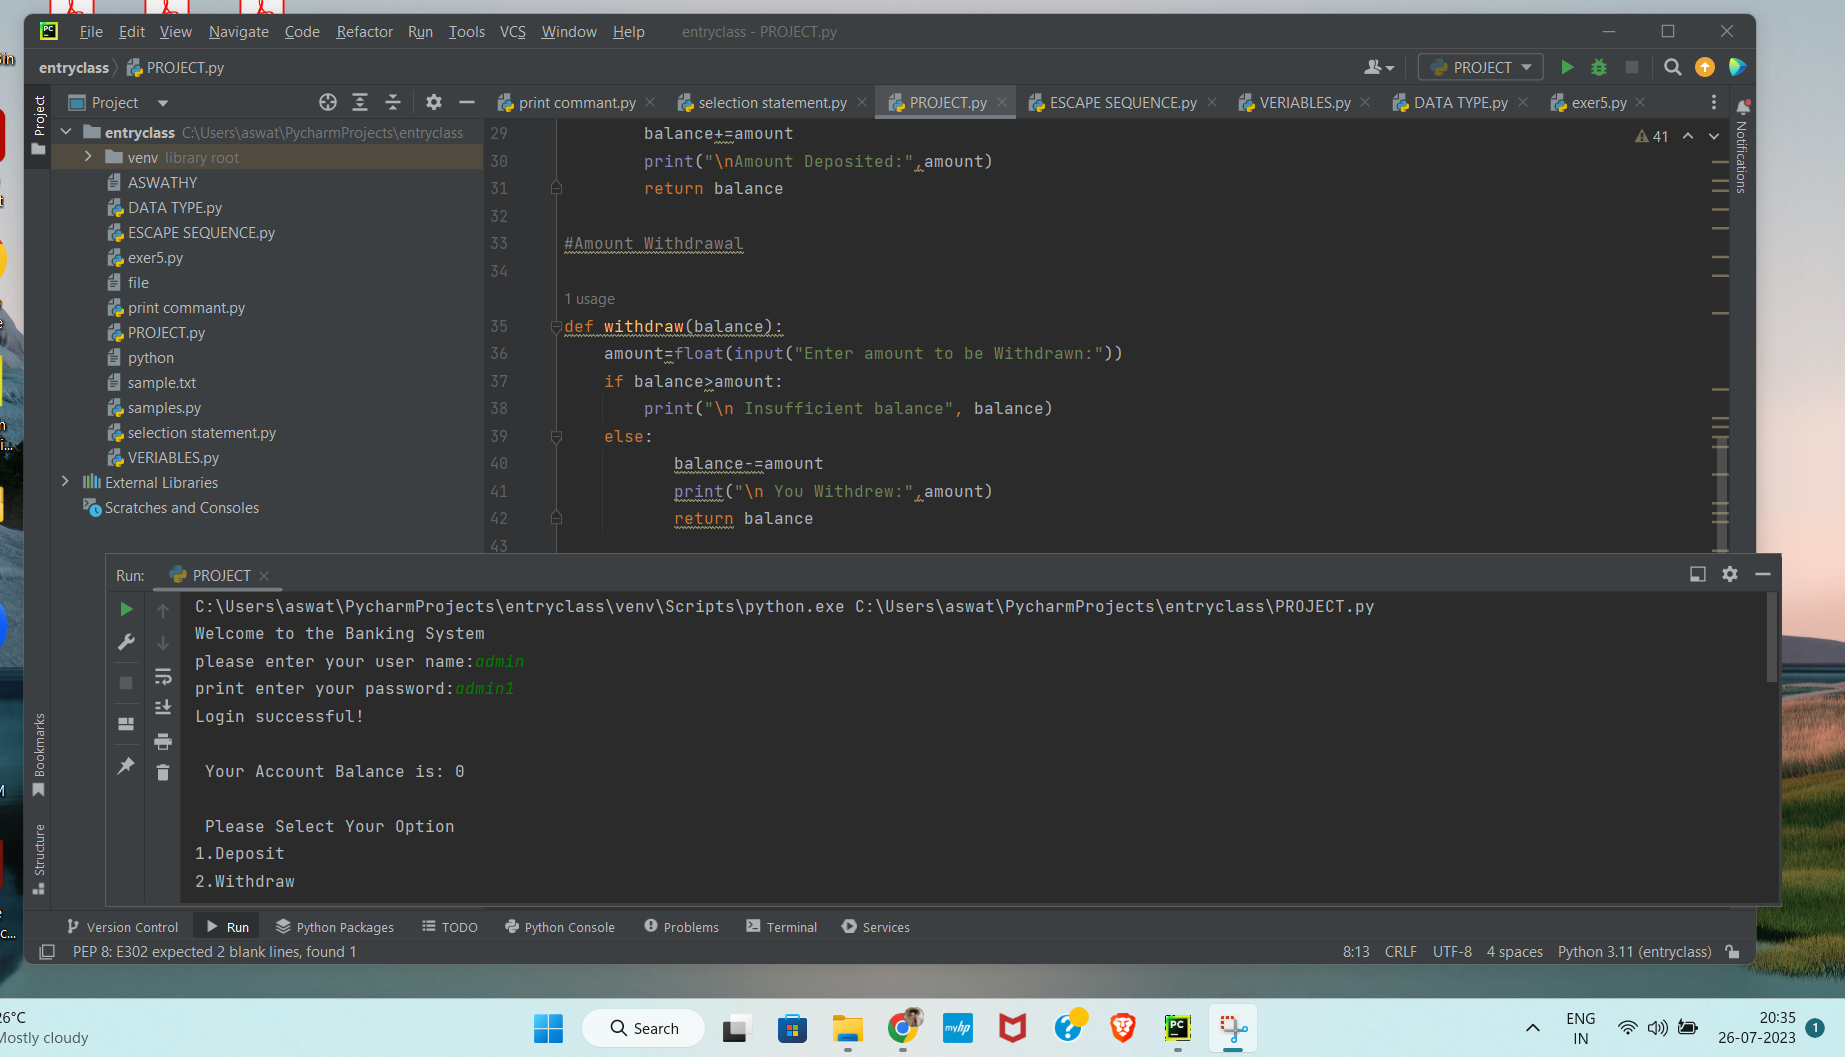 File Edit View Navigate Code Refactor Run Tools VCS Window Help entryclass - PROJECT.py
entryclass PROJECT.py
PROJECT
Project
Project
print commant.py
selection statement.py
PROJECT.py
ESCAPE SEQUENCE.py
VERIABLES.py
DATA TYPE.py
exer5.py
Notifications
entryclass C:\Users\aswat\PycharmProjects\entryclass
venv library root
ASWATHY
DATA TYPE.py
ESCAPE SEQUENCE.py
exer5.py
file
print commant.py
PROJECT.py
python
sample.txt
samples.py
selection statement.py
VERIABLES.py
External Libraries
Scratches and Consoles
41
29 balance+=amount
30 print("\nAmount Deposited:",amount)
31 return balance
32
33 #Amount Withdrawal
34
1 usage
35 def withdraw(balance):
36 amount=float(input("Enter amount to be Withdrawn:"))
37 if balance>amount:
38 print("\n Insufficient balance", balance)
39 else:
40 balance-=amount
41 print("\n You Withdrew:",amount)
42 return balance
43
Run: PROJECT
C:\Users\aswat\PycharmProjects\entryclass\venv\Scripts\python.exe C:\Users\aswat\PycharmProjects\entryclass\PROJECT.py
Welcome to the Banking System
please enter your user name:admin
print enter your password:admin1
Login successful!
Your Account Balance is: 0
Please Select Your Option
1.Deposit
2.Withdraw
Bookmarks
Structure
Version Control Run Python Packages TODO Python Console Problems Terminal Services
PEP 8: E302 expected 2 blank lines, found 1
8:13 CRLF UTF-8 4 spaces Python 3.11 (entryclass)
26°C
Mostly cloudy
Search
myhp
PC
ENG
IN
20:35
26-07-2023
1